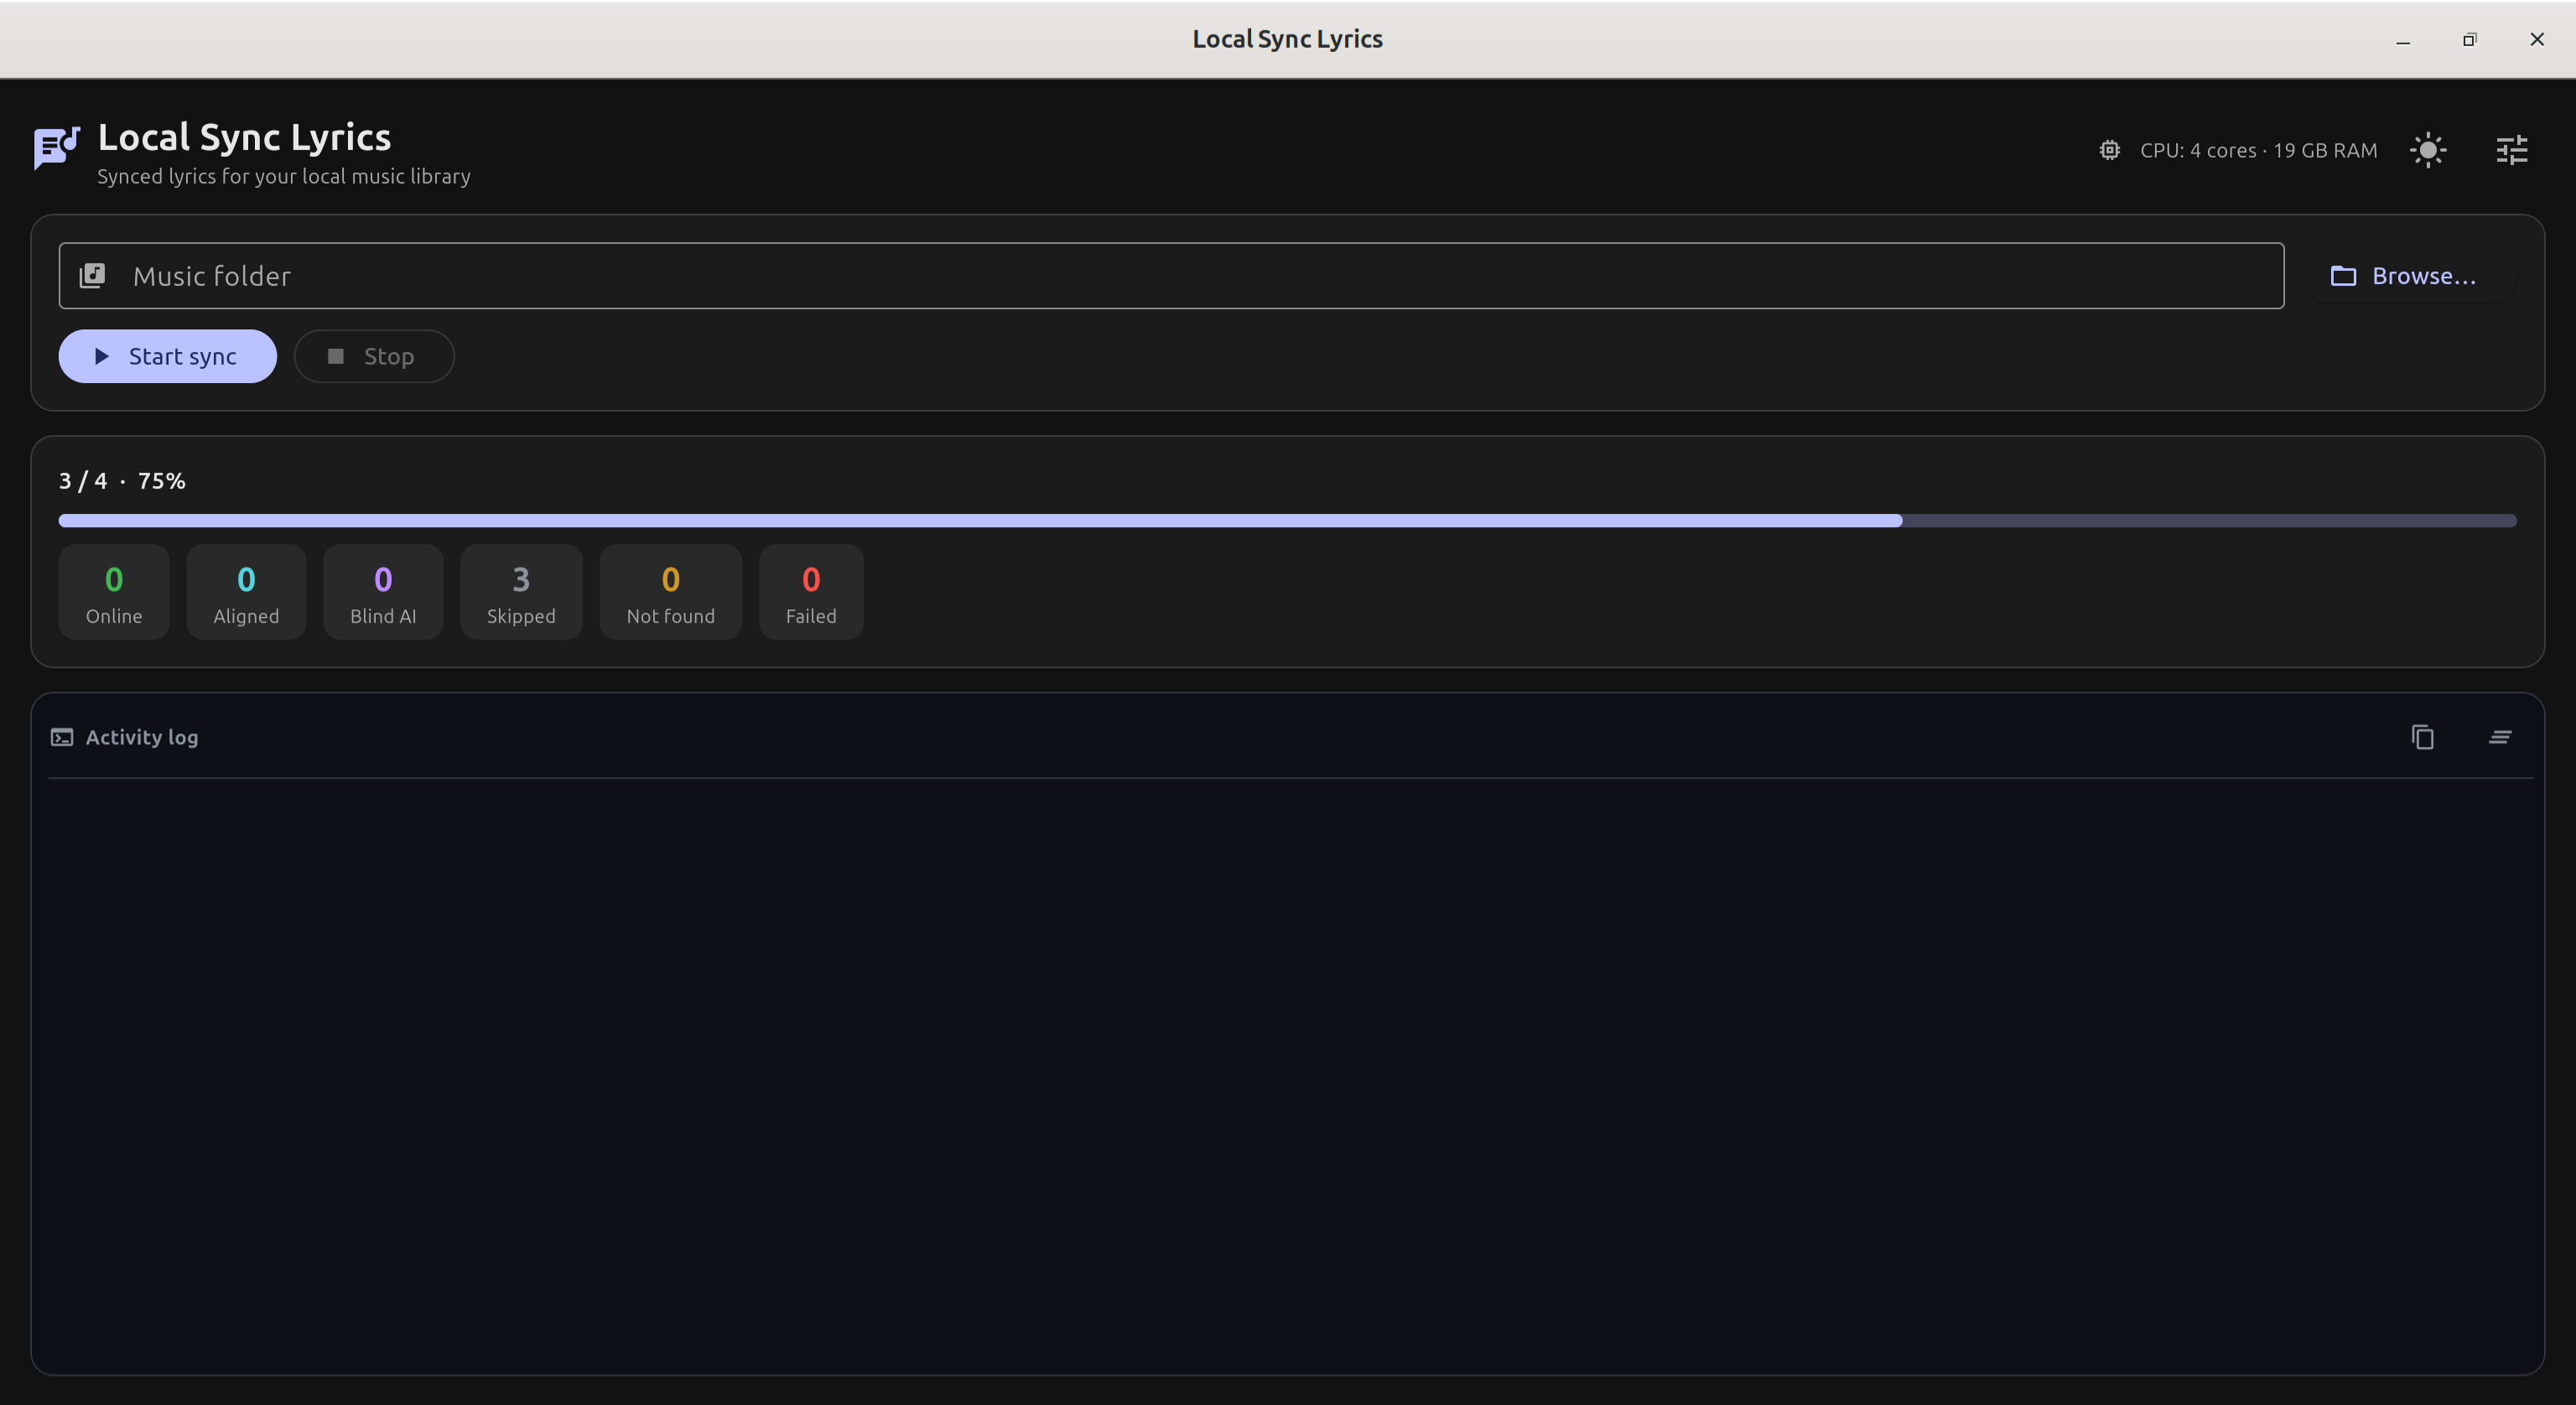 Local Sync Lyrics
Local Sync Lyrics
Synced lyrics for your local music library
CPU: 4 cores · 19 GB RAM
Music folder
Browse...
Start sync
Stop
3 / 4 · 75%
0 0 0 3 0 0
Online Aligned Blind AI Skipped Not found Failed
Activity log